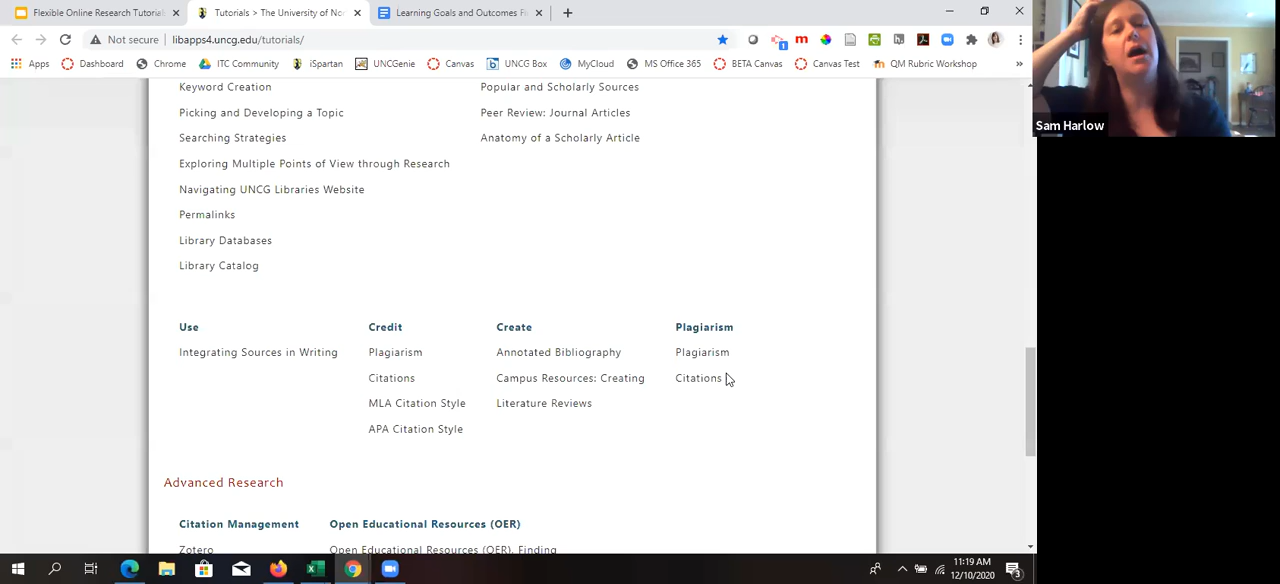 Flexible Online Research Tutorial
Tutorials > The University of Nor
Learning Goals and Outcomes Fi
Not secure | libapps4.uncg.edu/tutorials/
Apps
Dashboard
Chrome
ITC Community
iSpartan
UNCGenie
Canvas
UNCG Box
MyCloud
MS Office 365
BETA Canvas
Canvas Test
QM Rubric Workshop
»
Sam Harlow
Keyword Creation
Picking and Developing a Topic
Searching Strategies
Exploring Multiple Points of View through Research
Navigating UNCG Libraries Website
Permalinks
Library Databases
Library Catalog
Popular and Scholarly Sources
Peer Review: Journal Articles
Anatomy of a Scholarly Article
Use
Integrating Sources in Writing
Credit
Plagiarism
Citations
MLA Citation Style
APA Citation Style
Create
Annotated Bibliography
Campus Resources: Creating
Literature Reviews
Plagiarism
Plagiarism
Citations
Advanced Research
Citation Management
Zotero
Open Educational Resources (OER)
Open Educational Resources (OER), Finding
11:19 AM
12/10/2020